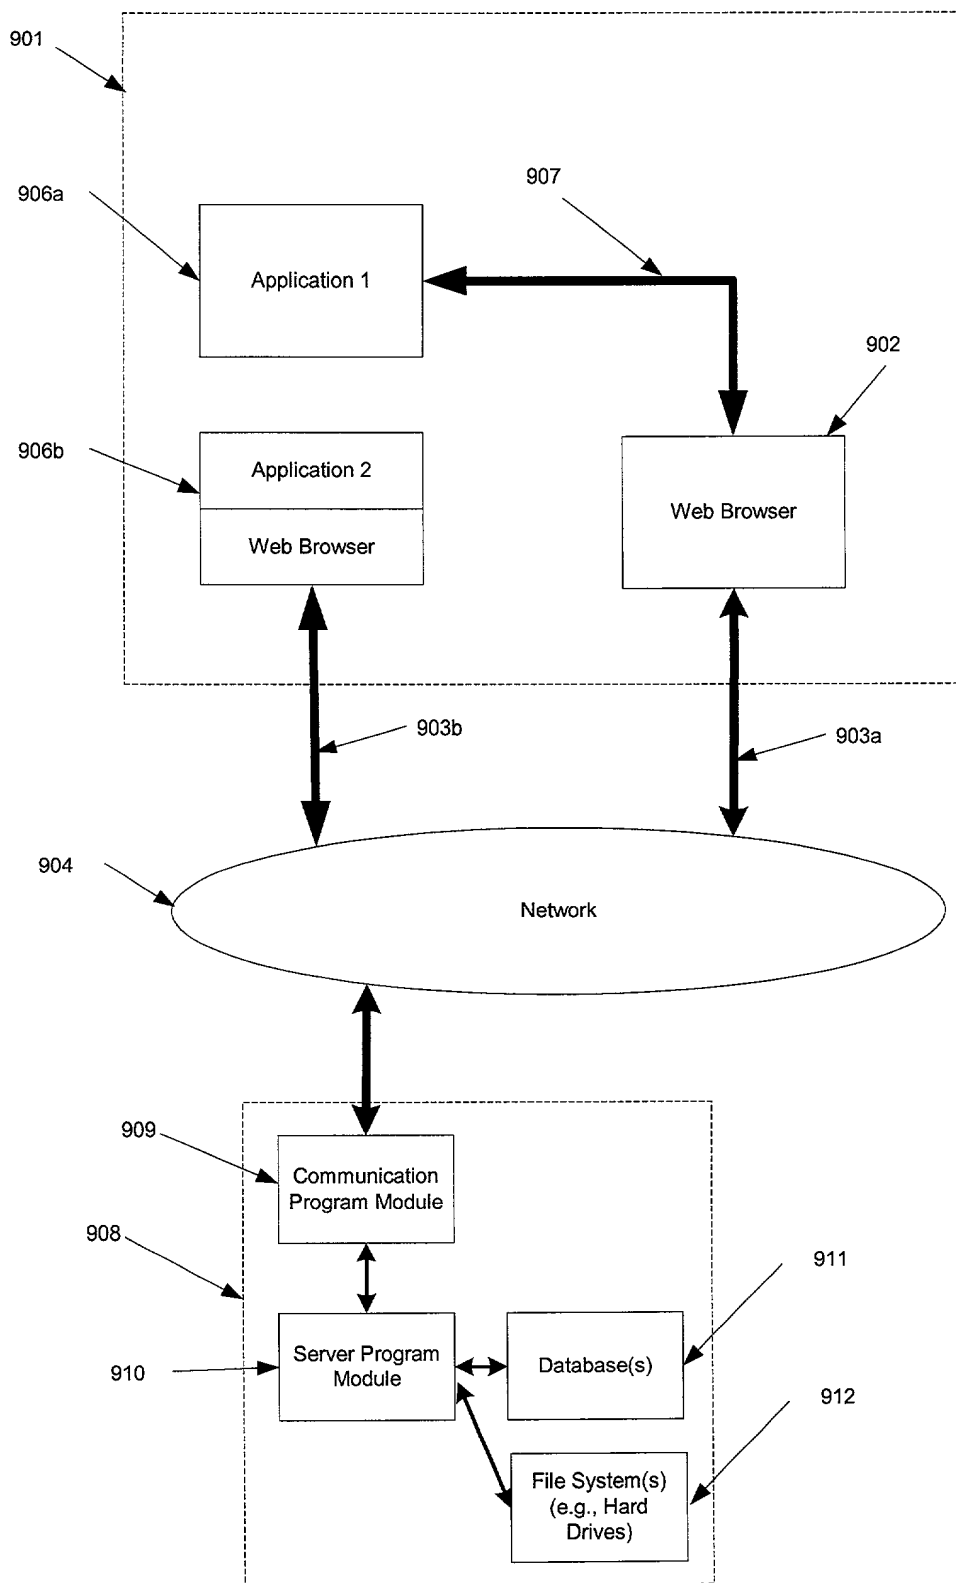 901
906a
907
Application 1
902
906b
Application 2
Web Browser
Web Browser
903b
903a
904
Network
909
Communication
Program Module
908
911
Server Program
Module
Database(s)
910
912
File System(s)
(e.g., Hard
Drives)